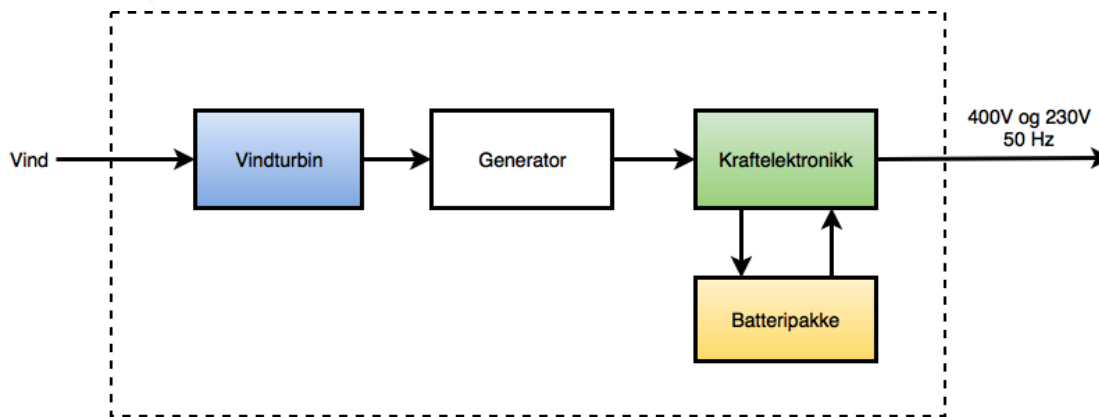 Vind
Vindturbin
Generator
Kraftelektronikk
400V og 230V
50 Hz
Batteripakke